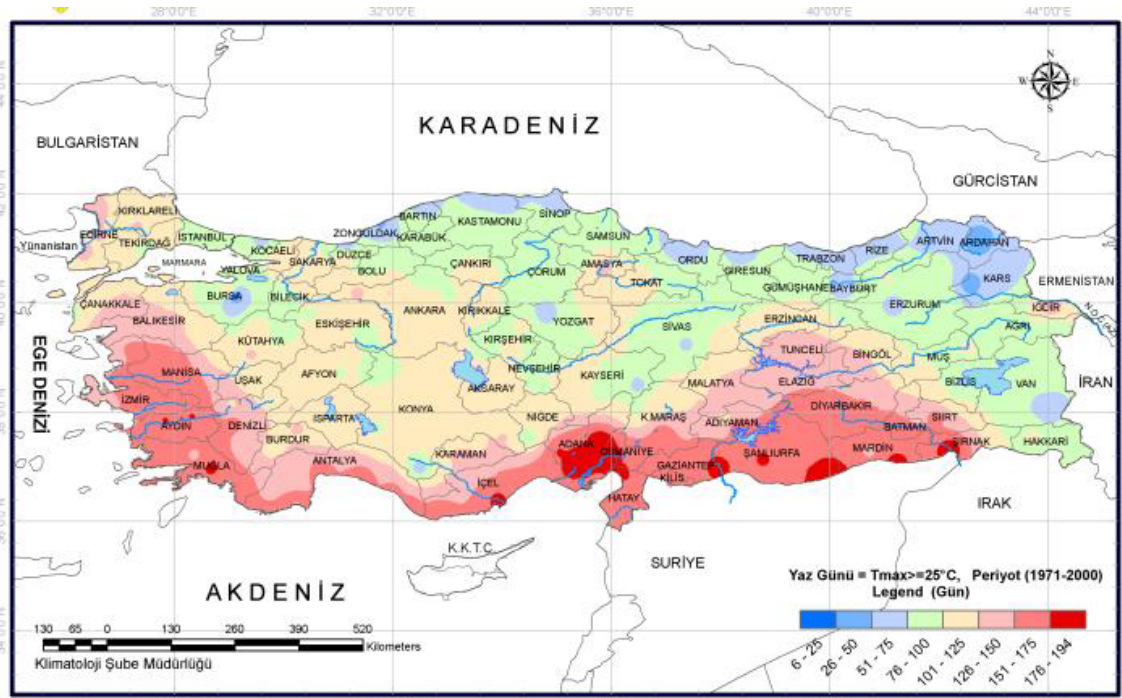 28°0'0"E 32°0'0"E 36°0'0"E 40°0'0"E 44°0'0"E
N
W E
S
KARADENİZ
BULGARİSTAN
GÜRCİSTAN
KIRKLARELİ
EDİRNE
TEKİRDAĞ
İSTANBUL
Yünanistan
MARMARA
KOCAELİ
YALOVA
SAKARYA
DÜZCE
BOLU
ZONGULDAK
BARTIN
KARABÜK
KASTAMONU
SİNOP
ÇANKIRI
ÇORUM
SAMSUN
AMASYA
TOKAT
ORDU
GİRESUN
TRABZON
RİZE
ARTVİN
ARDAHAN
KARS
GÜMÜŞHANE
BAYBURT
ERZURUM
ERMENİSTAN
IĞDIR
AĞRI
ÇANAKKALE
BALIKESİR
BURSA
BİLECİK
ESKİŞEHİR
KÜTAHYA
ANKARA
KIRIKKALE
KIRŞEHİR
YOZGAT
SİVAS
ERZİNCAN
TUNCELİ
BİNGÖL
MUŞ
BİTLİS
VAN
İRAN
EGE DENİZİ
MANİSA
İZMİR
UŞAK
AFYON
AYDIN
DENİZLİ
ISPARTA
BURDUR
MUĞLA
ANTALYA
KONYA
AKSARAY
NEVŞEHİR
KAYSERİ
NİĞDE
KARAMAN
İÇEL
ADANA
OSMANİYE
HATAY
K.MARAŞ
MALATYA
ELAZIĞ
ADIYAMAN
DİYARBAKIR
GAZİANTEP
KİLİS
ŞANLIURFA
MARDİN
BATMAN
SİİRT
ŞIRNAK
HAKKARİ
IRAK
SURİYE
K.K.T.C.
AKDENİZ
130 65 0 130 260 390 520
Kilometers
Klimatoloji Şube Müdürlüğü
Yaz Günü = Tmax>=25°C, Periyot (1971-2000)
Legend (Gün)
6 - 25 26 - 50 51 - 75 76 - 100 101 - 125 126 - 150 151 - 175 176 - 194